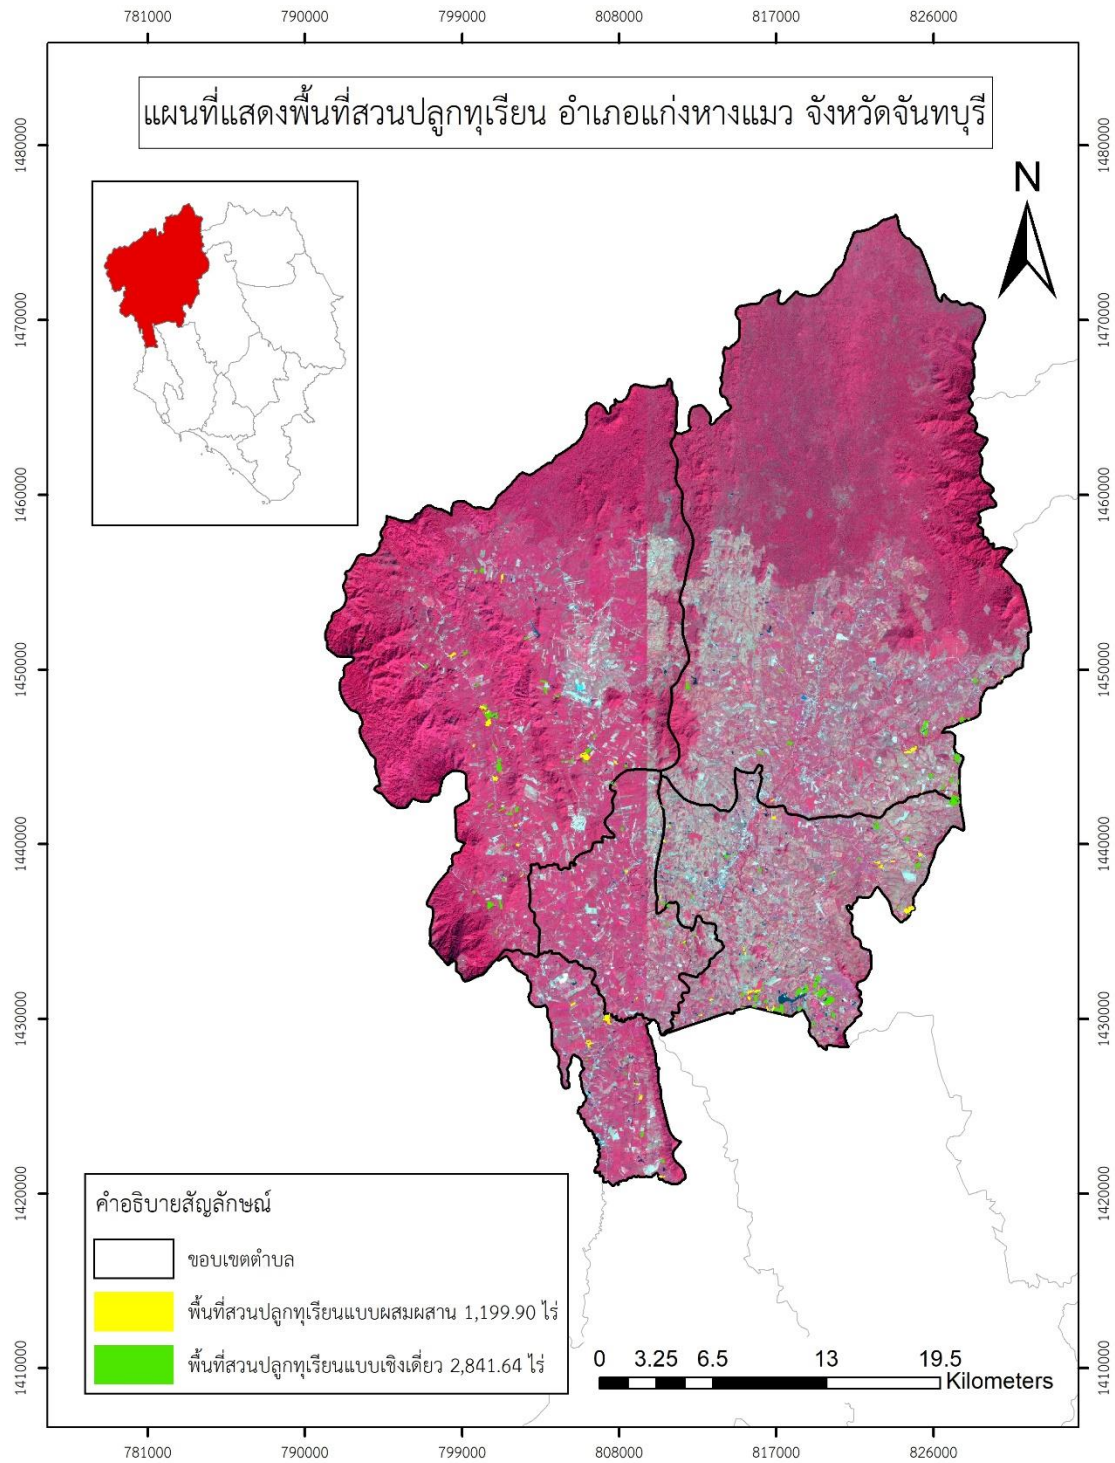 781000 790000 799000 808000 817000 826000
แผนที่แสดงพื้นที่สวนปลูกทุเรียน อำเภอแก่งหางแมว จังหวัดจันทบุรี
N
1480000 1480000
1470000 1470000
1460000 1460000
1450000 1450000
1440000 1440000
1430000 1430000
1420000 1420000
1410000 1410000
คำอธิบายสัญลักษณ์
ขอบเขตตำบล
พื้นที่สวนปลูกทุเรียนแบบผสมผสาน 1,199.90 ไร่
พื้นที่สวนปลูกทุเรียนแบบเชิงเดี่ยว 2,841.64 ไร่
0 3.25 6.5 13 19.5
Kilometers
781000 790000 799000 808000 817000 826000